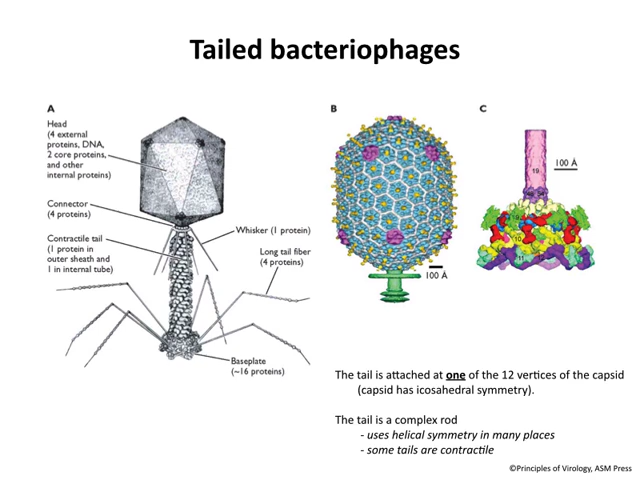 Tailed bacteriophages
A
Head
(4 external
proteins, DNA,
2 core proteins,
and other
internal proteins)
Connector
(4 proteins)
Contractile tail
(1 protein in
outer sheath and
1 in internal tube)
Whisker (1 protein)
Long tail fiber
(4 proteins)
Baseplate
(~16 proteins)
B
100 Å
C
19
100 Å
The tail is attached at one of the 12 vertices of the capsid
(capsid has icosahedral symmetry).
The tail is a complex rod
- uses helical symmetry in many places
- some tails are contractile
©Principles of Virology, ASM Press